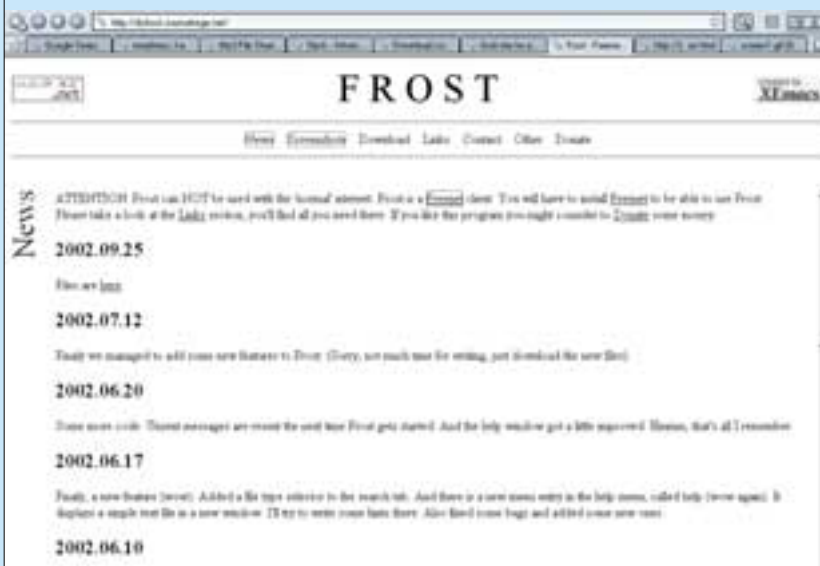 FROST
created by
XEmacs
News Screenshots Download Links Contact Other Donate
News
ATTENTION: Frost can NOT be used with the 'normal' internet. Frost is a Freenet client. You will have to install Freenet to be able to use Frost.
Please take a look at the Links section, you'll find all you need there. If you like this program you might consider to Donate some money.
2002.09.25
Files are here
2002.07.12
Finally we managed to add some new features to Frost. (Sorry, not much time for writing, just download the new files).
2002.06.20
Some more code. Unsent messages are resent the next time Frost gets started. And the help window got a little improved. Hmmm, that's all I remember
2002.06.17
Finally, a new feature (wow). Added a file type selector to the search tab. And there is a new menu entry in the help menu, called help (wow again). It
displays a simple text file in a new window. I'll try to write some hints there. Also fixed some bugs and added some new ones.
2002.06.10